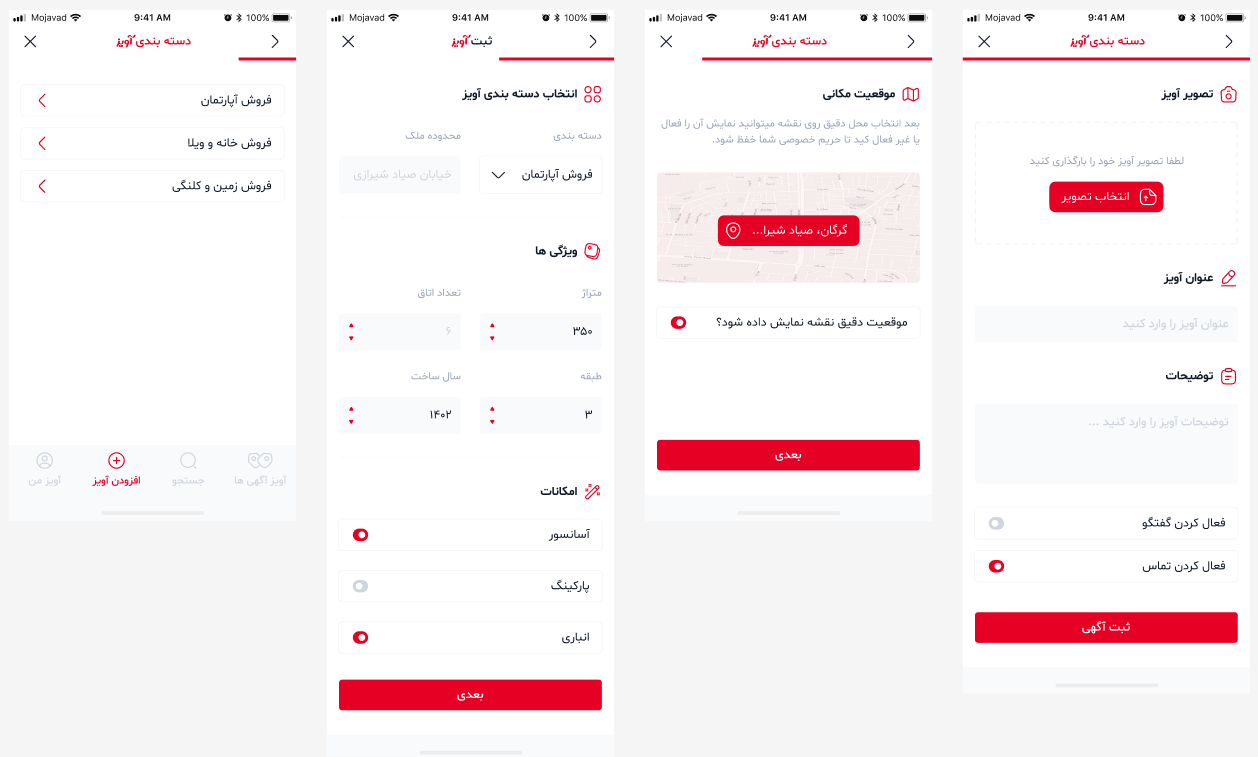 Mojavad
9:41 AM
100%
دسته بندی آویز
فروش آپارتمان
فروش خانه و ویلا
فروش زمین و کلنگی
آویز آگهی ها
جستجو
افزودن آویز
آویز من
Mojavad
9:41 AM
100%
ثبت آویز
انتخاب دسته بندی آویز
دسته بندی
محدوده ملک
فروش آپارتمان
خیابان صیاد شیرازی
ویژگی ها
متراژ
تعداد اتاق
۳۵۰
۶
طبقه
سال ساخت
۳
۱۴۰۲
امکانات
آسانسور
پارکینگ
انباری
بعدی
Mojavad
9:41 AM
100%
دسته بندی آویز
موقعیت مکانی
بعد انتخاب محل دقیق روی نقشه میتوانید نمایش آن را فعال
یا غیر فعال کید تا حریم خصوصی شما خفظ شود.
گرگان، صیاد شیرا...
موقعیت دقیق نقشه نمایش داده شود؟
بعدی
Mojavad
9:41 AM
100%
دسته بندی آویز
تصویر آویز
لطفا تصویر آویز خود را بارگذاری کنید
انتخاب تصویر
عنوان آویز
عنوان آویز را وارد کنید
توضیحات
توضیحات آویز را وارد کنید ...
فعال کردن گفتگو
فعال کردن تماس
ثبت آگهی